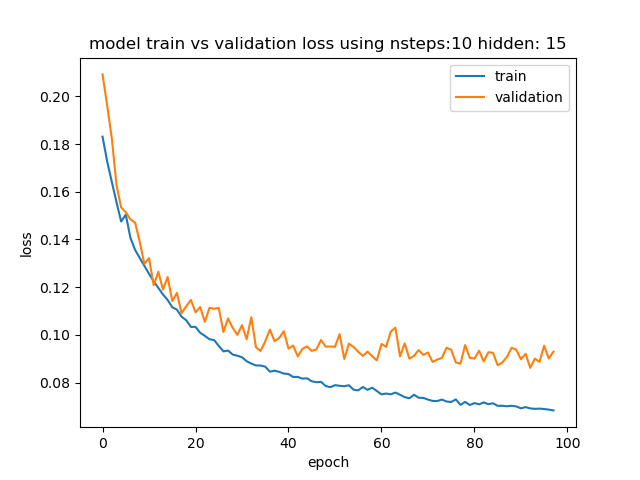 model train vs validation loss using nsteps:10 hidden: 15
train
validation
0.20
0.18
0.16
0.14
0.12
0.10
0.08
loss
0
20
40
60
80
100
epoch